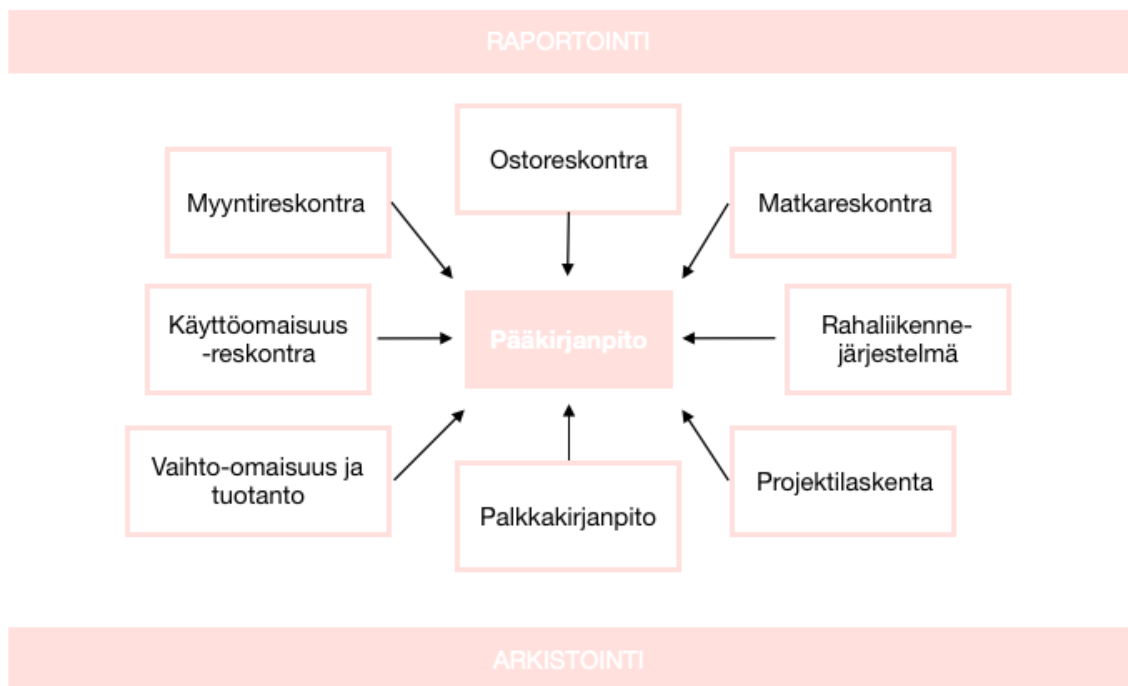 RAPORTOINTI
Ostoreskontra
Myyntireskontra
Matkareskontra
Käyttöomaisuus
-reskontra
Pääkirjanpito
Rahaliikenne-
järjestelmä
Vaihto-omaisuus ja
tuotanto
Palkkakirjanpito
Projektilaskenta
ARKISTOINTI